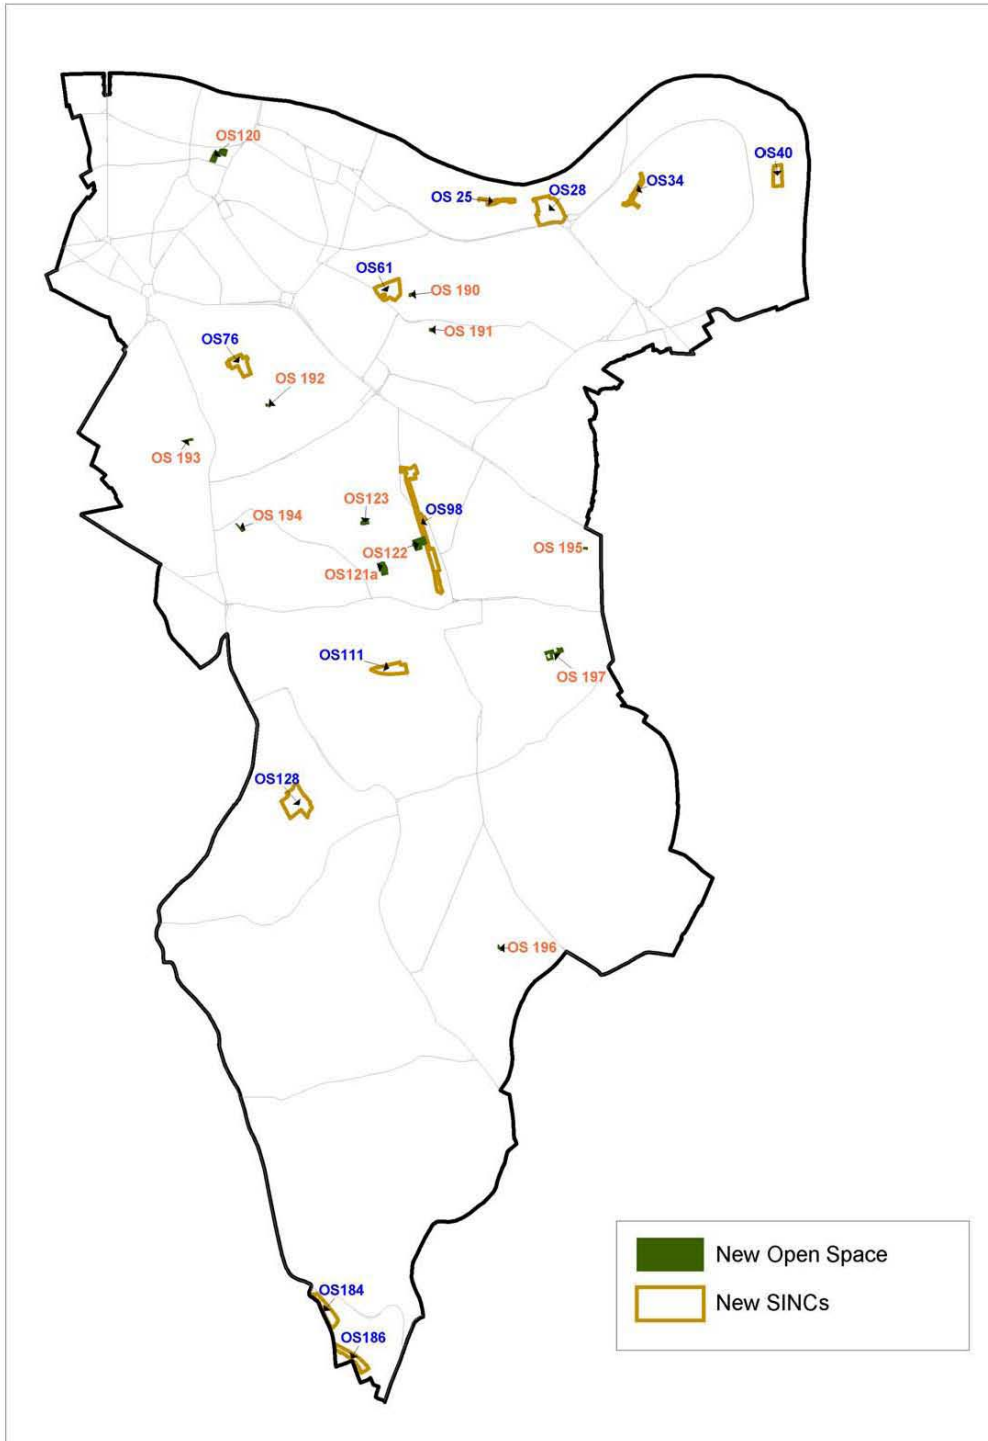 OS120
OS40
OS 25
OS28
OS34
OS61
OS 190
OS 191
OS76
OS 192
OS 193
OS123
OS98
OS 194
OS122
OS 195
OS121a
OS111
OS 197
OS128
OS 196
New Open Space
New SINCs
OS184
OS186